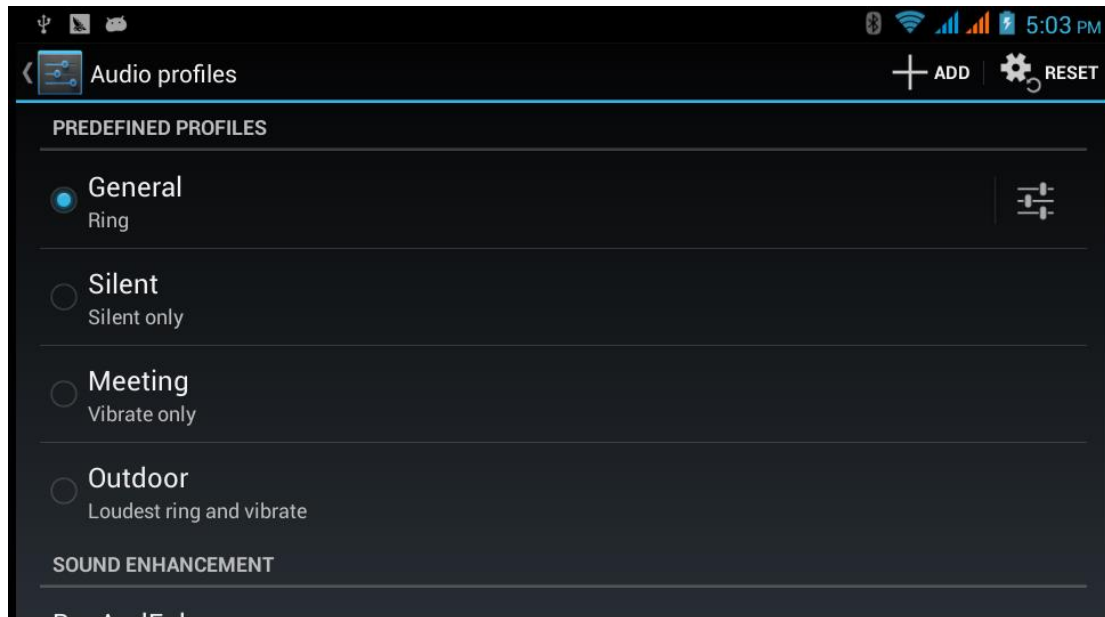 5:03 PM
Audio profiles
ADD
RESET
PREDEFINED PROFILES
General
Ring
Silent
Silent only
Meeting
Vibrate only
Outdoor
Loudest ring and vibrate
SOUND ENHANCEMENT